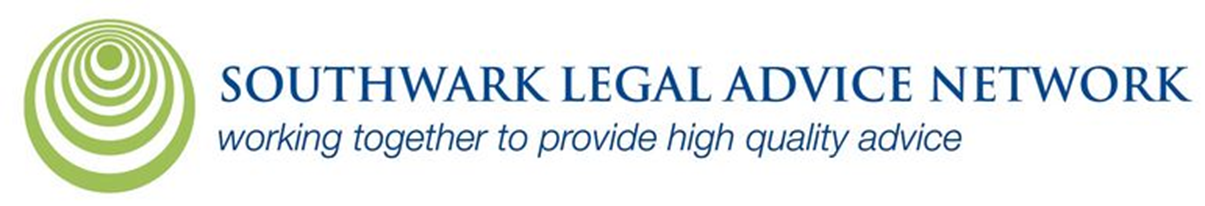 SOUTHWARK LEGAL ADVICE NETWORK
working together to provide high quality advice